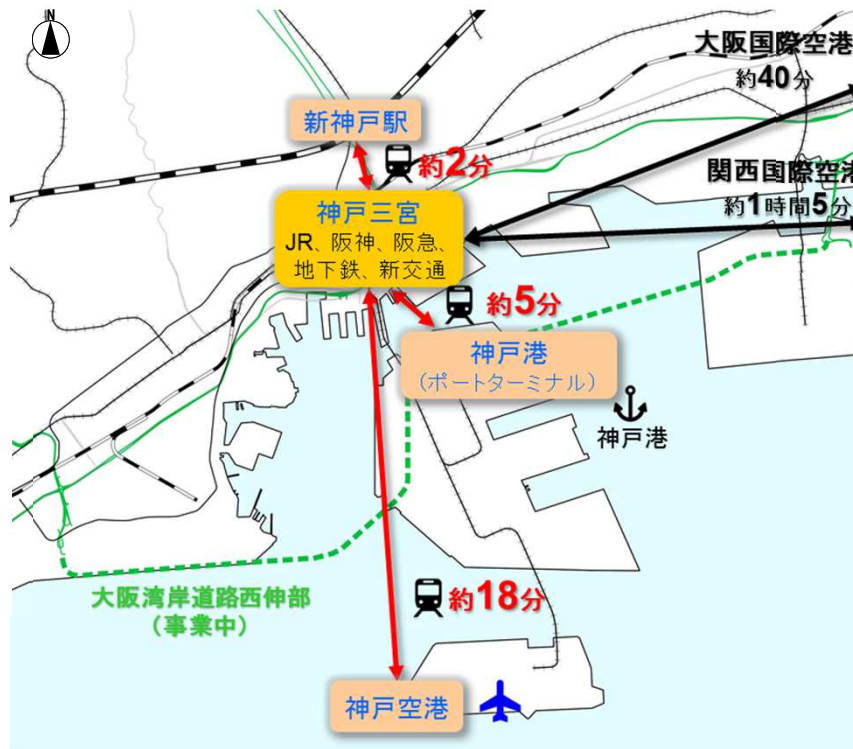 N
大阪国際空港
約40分
新神戸駅
約2分
関西国際空港
約1時間5分
神戸三宮
JR、阪神、阪急、
地下鉄、新交通
約5分
神戸港
（ポートターミナル）
神戸港
大阪湾岸道路西伸部
（事業中）
約18分
神戸空港